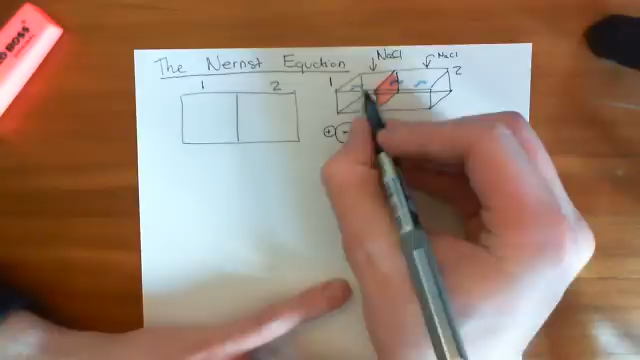 The Nernst Equation
NaCl
NaCl
1
2
1
2
+
-
BOSS